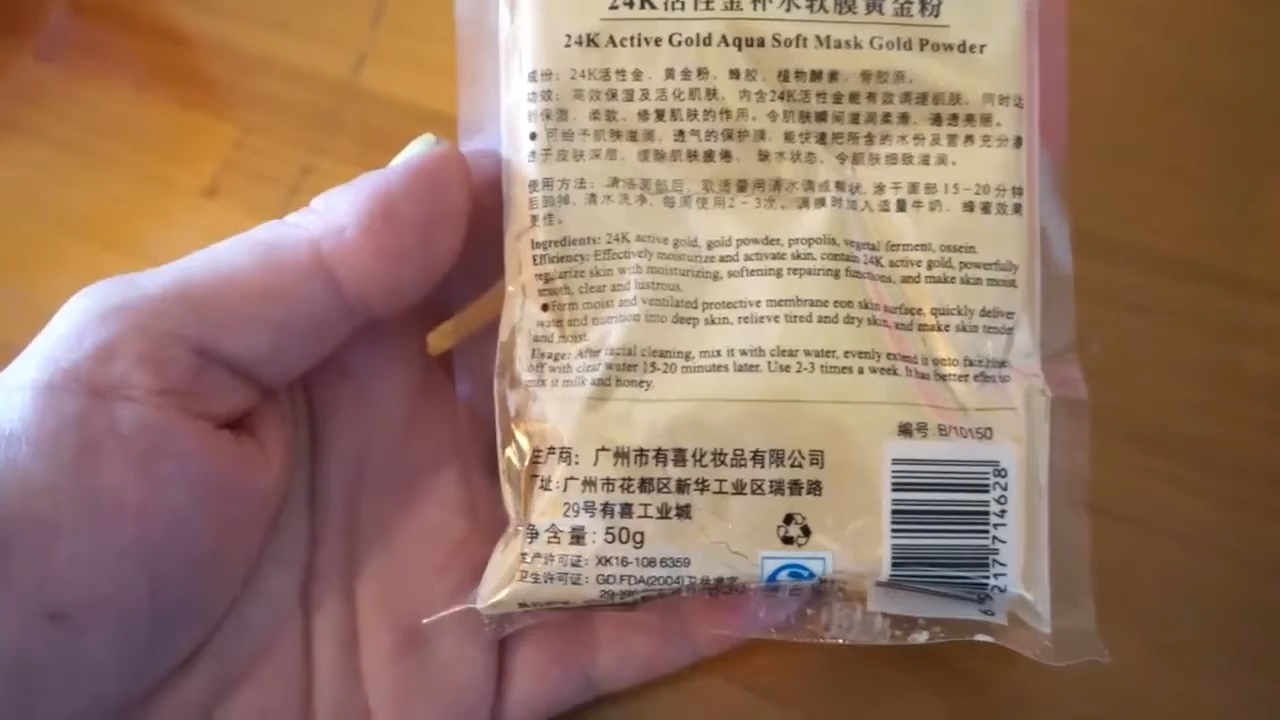 24K活性金补水软膜黄金粉
24K Active Gold Aqua Soft Mask Gold Powder
成份：24K活性金、黄金粉、蜂胶、植物酵素、骨胶原。
功效：高效保湿及活化肌肤，内含24K活性金能有效调理肌肤，同时达
到保湿、柔软、修复肌肤的作用。令肌肤瞬间滋润柔滑、通透亮丽。
● 可给予肌肤滋润，透气的保护膜，能快速把所含的水份及营养充分渗
透于皮肤深层，缓除肌肤疲倦，缺水状态，令肌肤细致滋润。
使用方法：清洁面部后，取适量用清水调成糊状，涂于面部15-20分钟
后卸掉，清水洗净，每周使用2-3次。调膜时加入适量牛奶、蜂蜜效果
更佳。
Ingredients: 24K active gold, gold powder, propolis, vegetal ferment, ossein.
Efficiency: Effectively moisturize and activate skin, contain 24K active gold, powerfully
regularize skin with moisturizing, softening repairing functions, and make skin moist,
smooth, clear and lustrous.
●Form moist and ventilated protective membrane eon skin surface, quickly deliver
water and nutrition into deep skin, relieve tired and dry skin, and make skin tender
and moist.
Usage: After facial cleaning, mix it with clear water, evenly extend it onto face, rinse
off with clear water 15-20 minutes later. Use 2-3 times a week. It has better effect to
mix it milk and honey.
编号:B/10150
生产商：广州市有喜化妆品有限公司
厂址:广州市花都区新华工业区瑞香路
29号有喜工业城
净含量: 50g
生产许可证：XK16-108 6359
卫生许可证：GD.FDA(2004)卫妆准字
6 9 217 714628